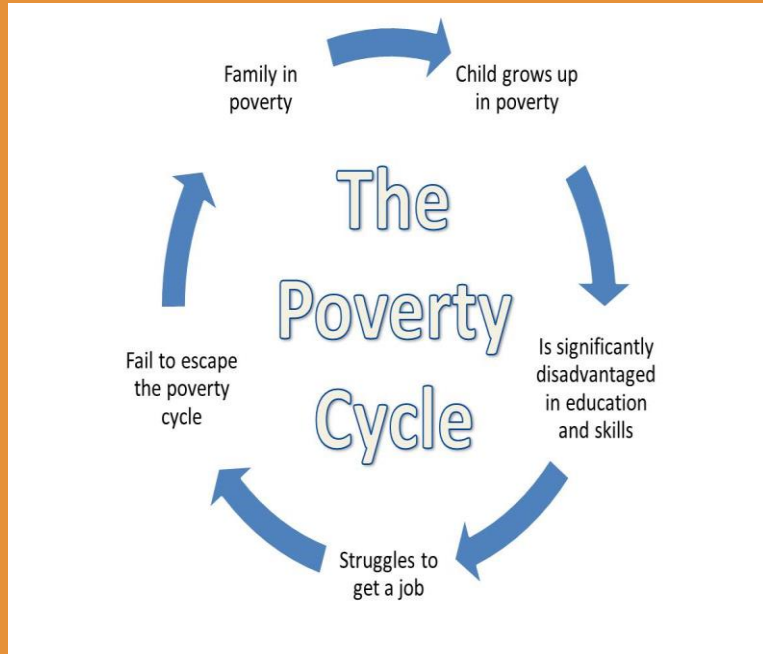 Family in
poverty
Child grows up
in poverty
The
Poverty
Cycle
Is significantly
disadvantaged
in education
and skills
Struggles to
get a job
Fail to escape
the poverty
cycle